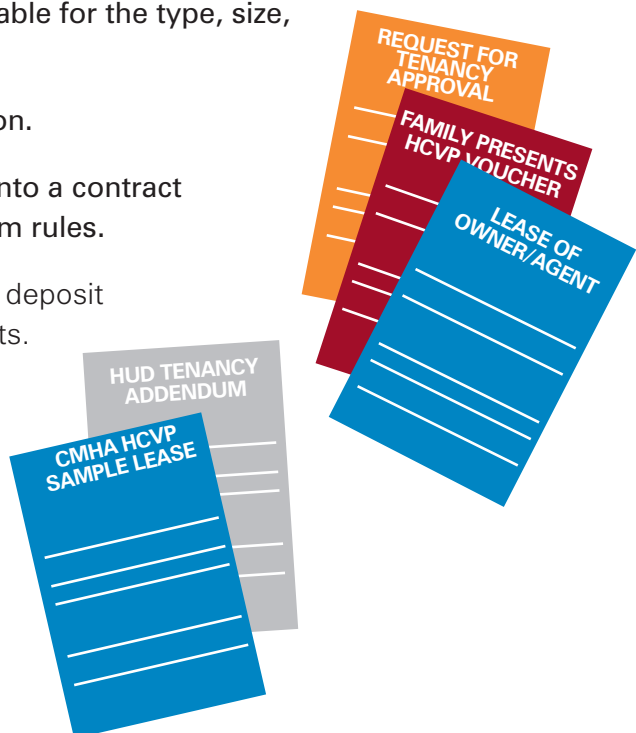 able for the type, size,
on.
nto a contract
m rules.
deposit
ts.
REQUEST FOR
TENANCY
APPROVAL
FAMILY PRESENTS
HCVP VOUCHER
LEASE OF
OWNER/AGENT
HUD TENANCY
ADDENDUM
CMHA HCVP
SAMPLE LEASE